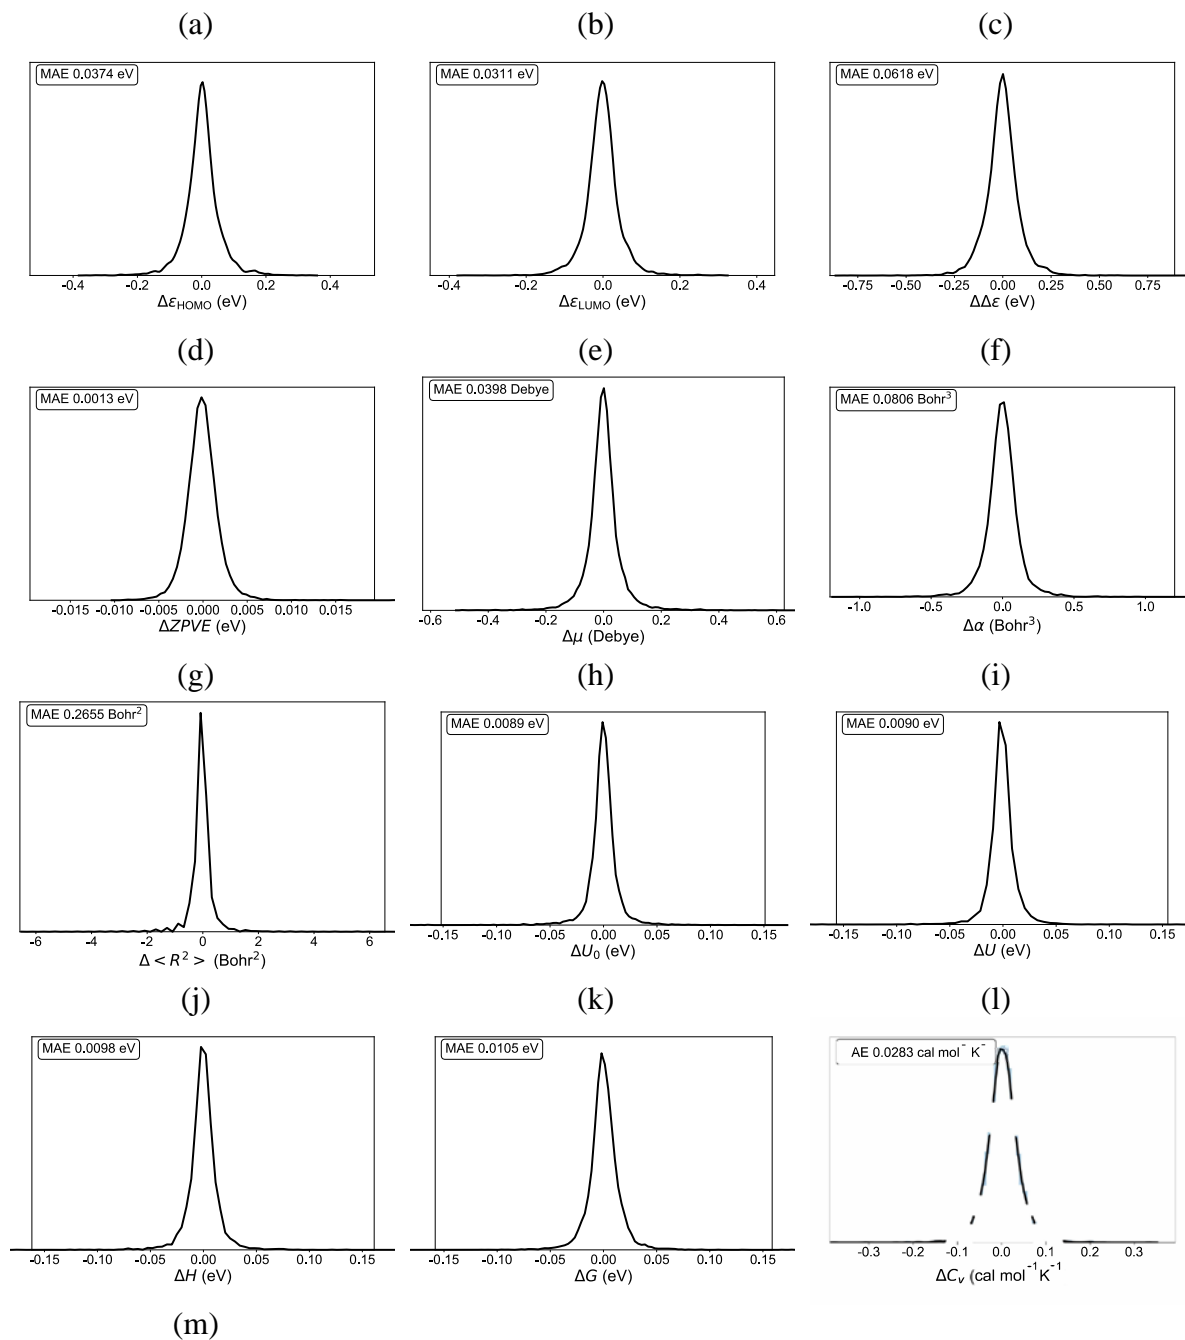 (a) (b) (c)
MAE 0.0374 eV MAE 0.0311 eV MAE 0.0618 eV
-0.4 -0.2 0.0 0.2 0.4 -0.4 -0.2 0.0 0.2 0.4 -0.75 -0.50 -0.25 0.00 0.25 0.50 0.75
Δε_HOMO (eV) Δε_LUMO (eV) ΔΔε (eV)
(d) (e) (f)
MAE 0.0013 eV MAE 0.0398 Debye MAE 0.0806 Bohr³
-0.015 -0.010 -0.005 0.000 0.005 0.010 0.015 -0.6 -0.4 -0.2 0.0 0.2 0.4 0.6 -1.0 -0.5 0.0 0.5 1.0
ΔZPVE (eV) Δμ (Debye) Δα (Bohr³)
(g) (h) (i)
MAE 0.2655 Bohr² MAE 0.0089 eV MAE 0.0090 eV
-6 -4 -2 0 2 4 6 -0.15 -0.10 -0.05 0.00 0.05 0.10 0.15 -0.15 -0.10 -0.05 0.00 0.05 0.10 0.15
Δ < R² > (Bohr²) ΔU₀ (eV) ΔU (eV)
(j) (k) (l)
MAE 0.0098 eV MAE 0.0105 eV AE 0.0283 cal mol⁻ K⁻
-0.15 -0.10 -0.05 0.00 0.05 0.10 0.15 -0.15 -0.10 -0.05 0.00 0.05 0.10 0.15 -0.3 -0.2 -0.1 0.0 0.1 0.2 0.3
ΔH (eV) ΔG (eV) ΔCᵥ (cal mol⁻¹K⁻¹)
(m)